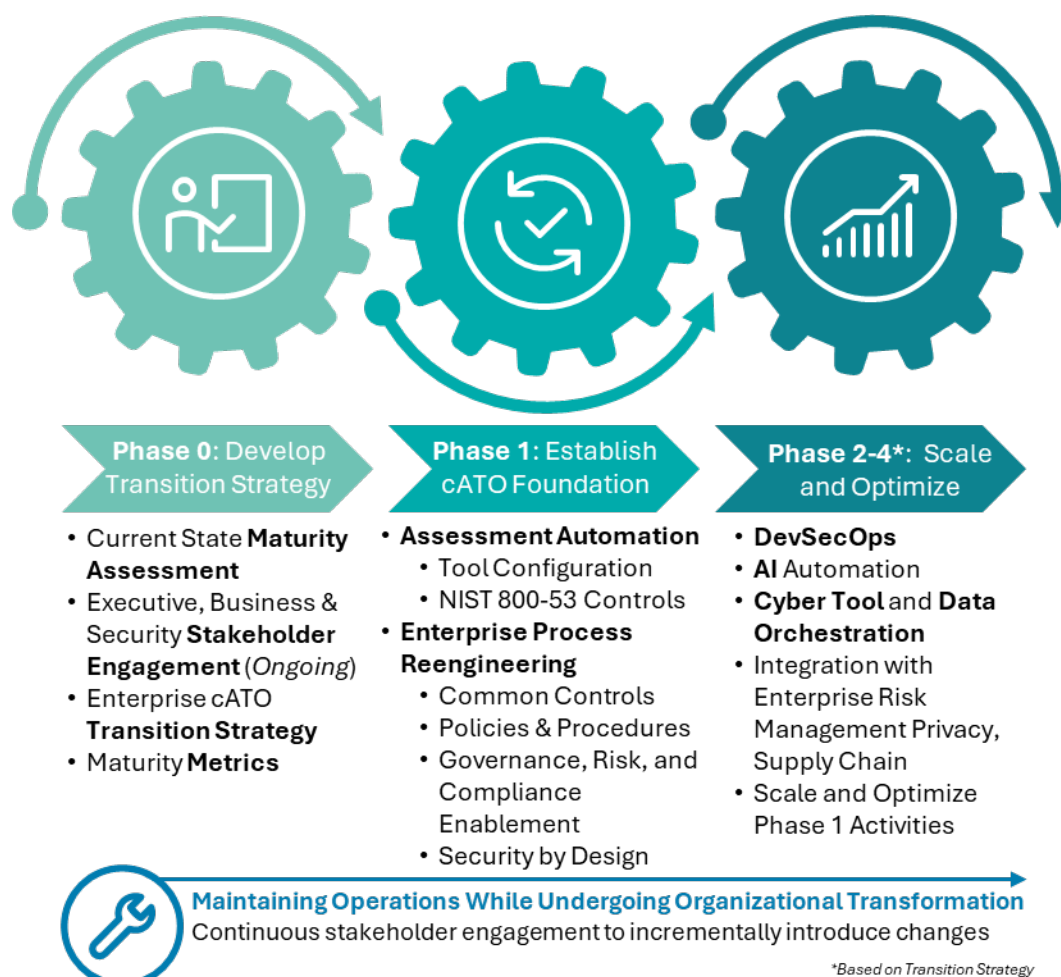 Phase 0: Develop
Transition Strategy
• Current State Maturity
Assessment
• Executive, Business &
Security Stakeholder
Engagement (Ongoing)
• Enterprise cATO
Transition Strategy
• Maturity Metrics
Phase 1: Establish
cATO Foundation
• Assessment Automation
• Tool Configuration
• NIST 800-53 Controls
• Enterprise Process
Reengineering
• Common Controls
• Policies & Procedures
• Governance, Risk, and
Compliance
Enablement
• Security by Design
Phase 2-4*: Scale
and Optimize
• DevSecOps
• AI Automation
• Cyber Tool and Data
Orchestration
• Integration with
Enterprise Risk
Management Privacy,
Supply Chain
• Scale and Optimize
Phase 1 Activities
Maintaining Operations While Undergoing Organizational Transformation
Continuous stakeholder engagement to incrementally introduce changes
*Based on Transition Strategy